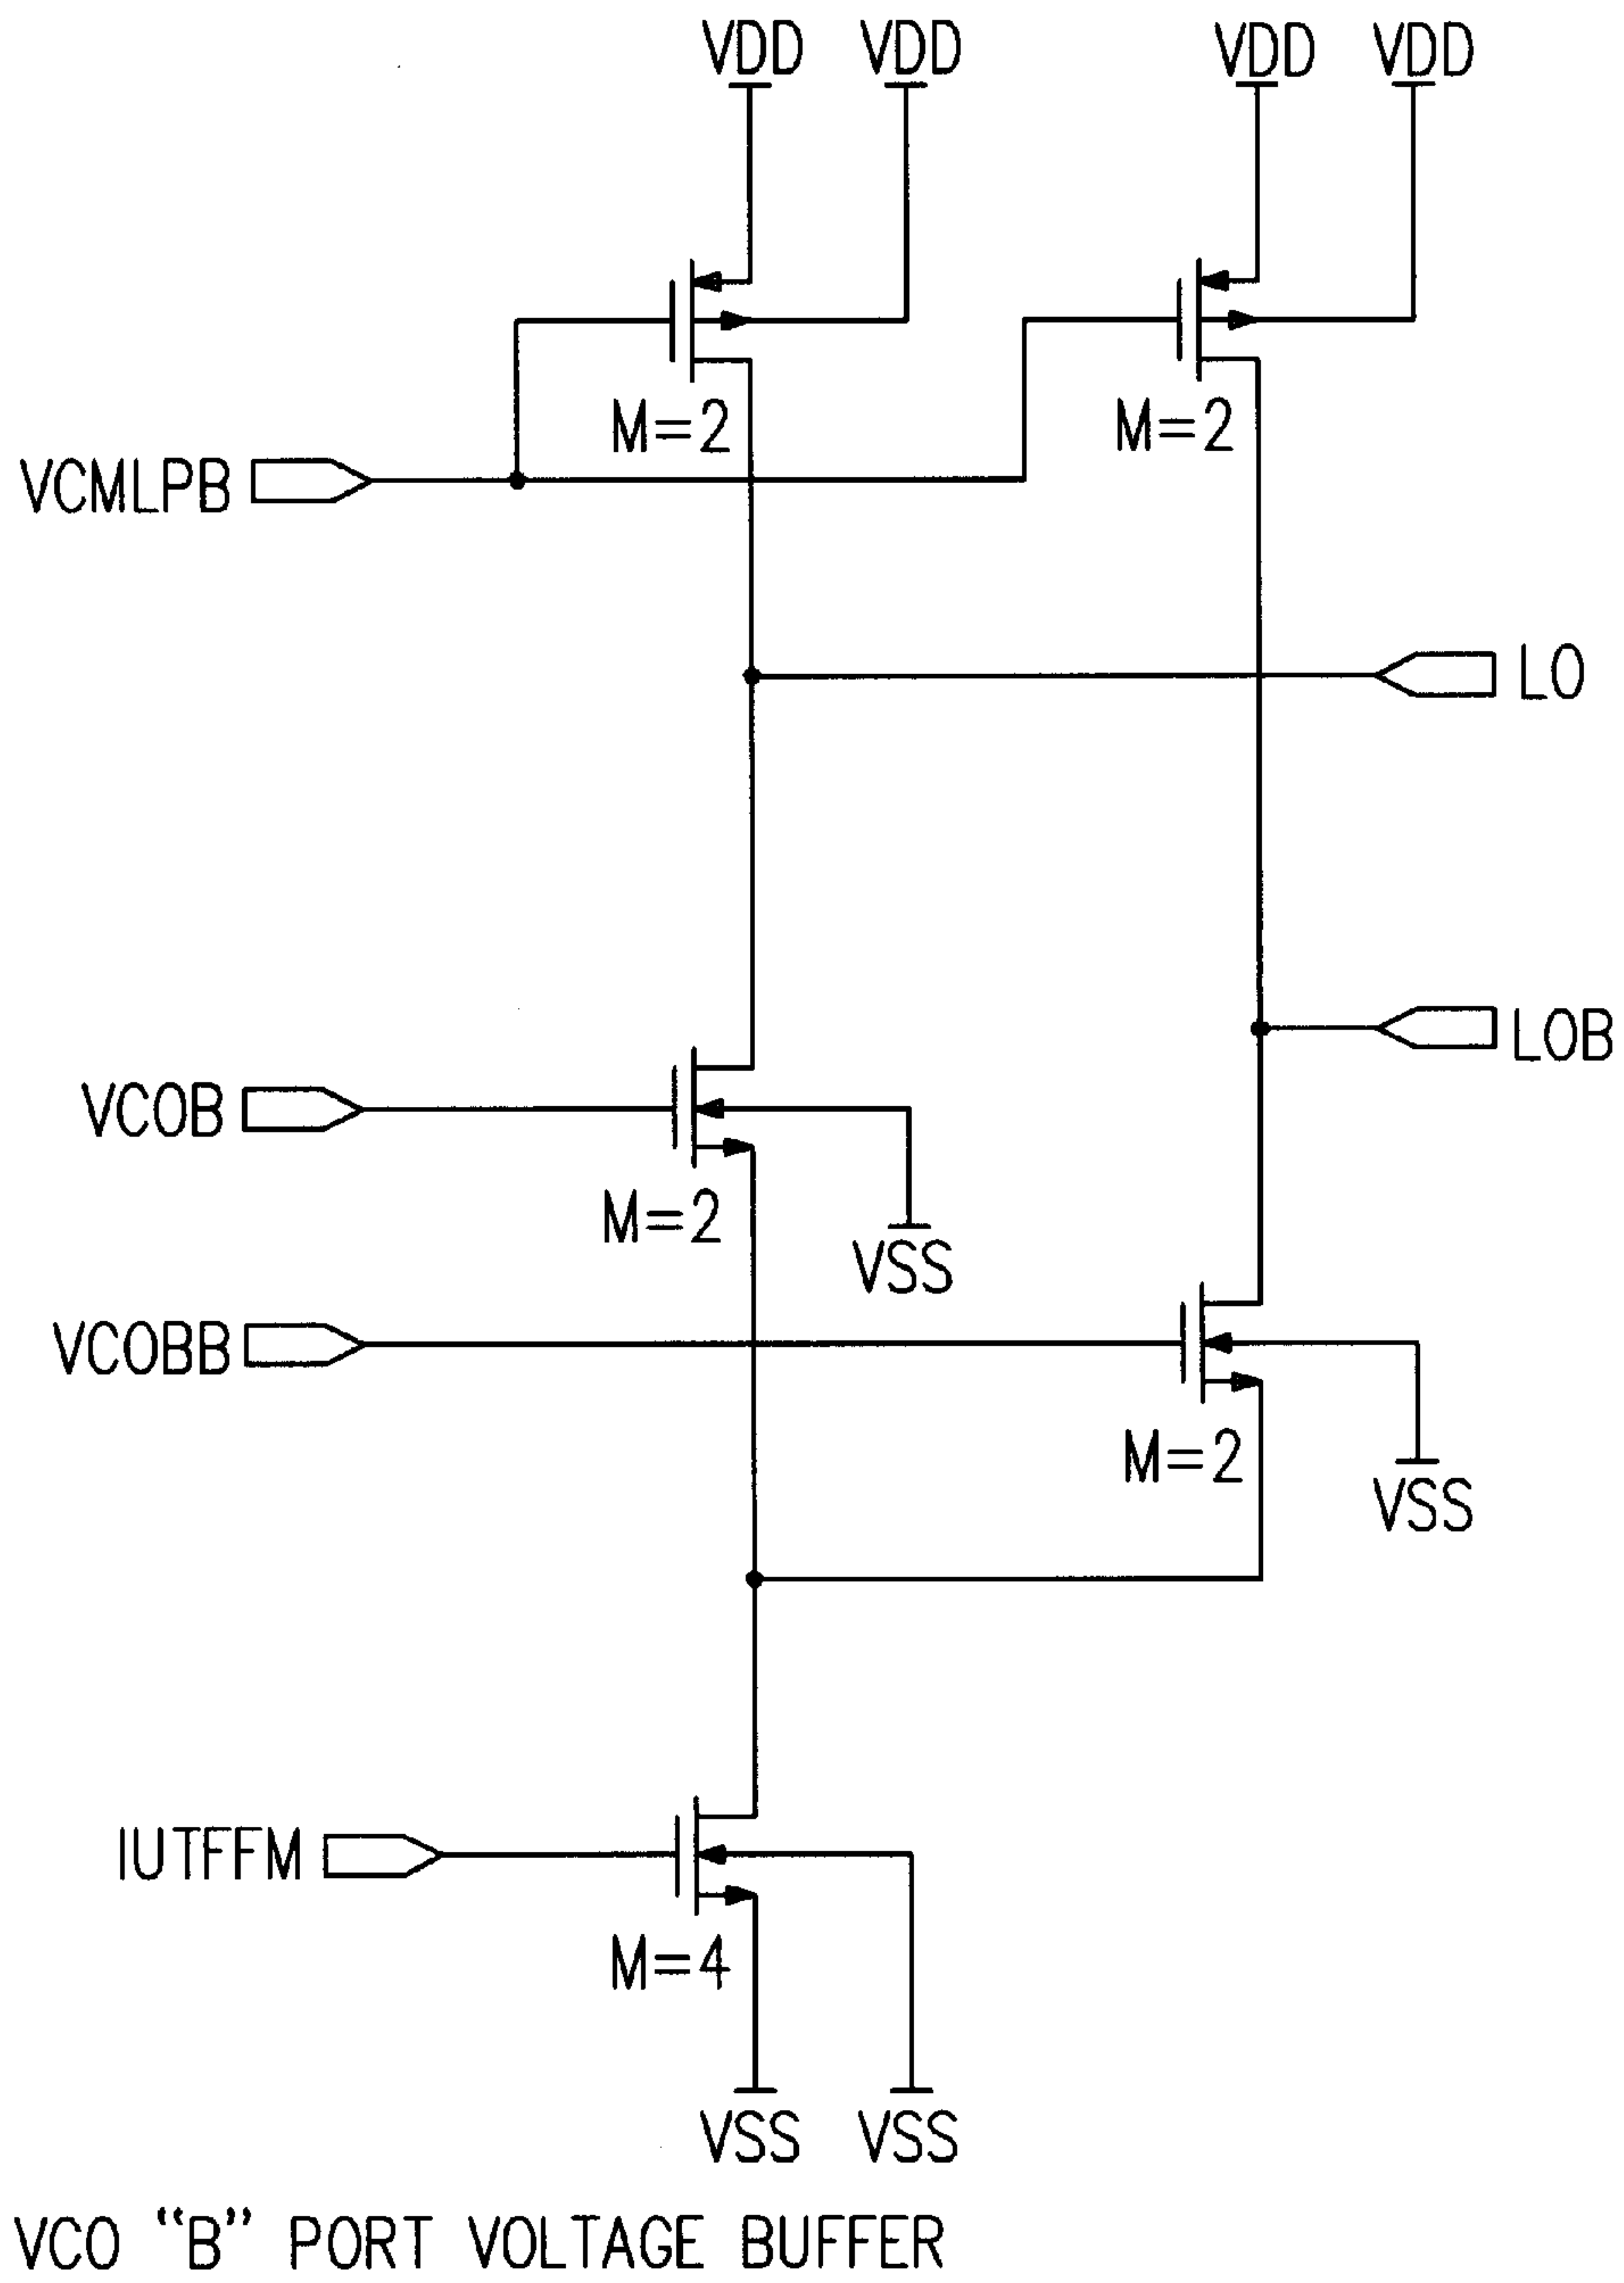 VDD VDD VDD VDD
M=2 M=2
VCMLPB
LO
LOB
VCOB
M=2
VSS
VCOBB
M=2
VSS
IUTFFM
M=4
VSS VSS
VCO “B” PORT VOLTAGE BUFFER